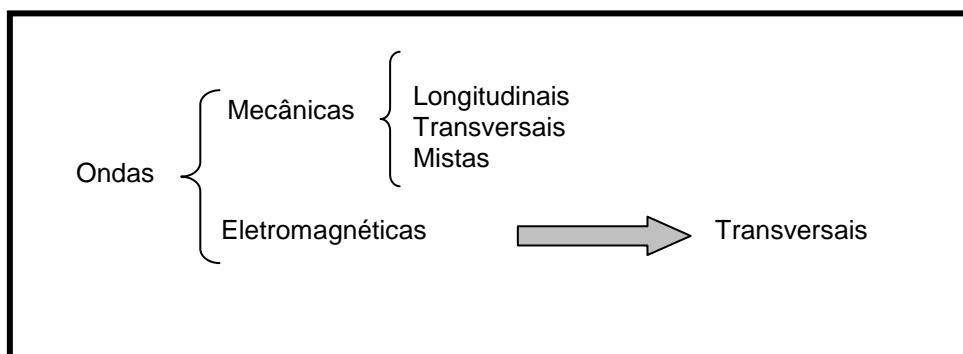 Mecânicas
Longitudinais
Transversais
Mistas
Ondas
Eletromagnéticas
Transversais